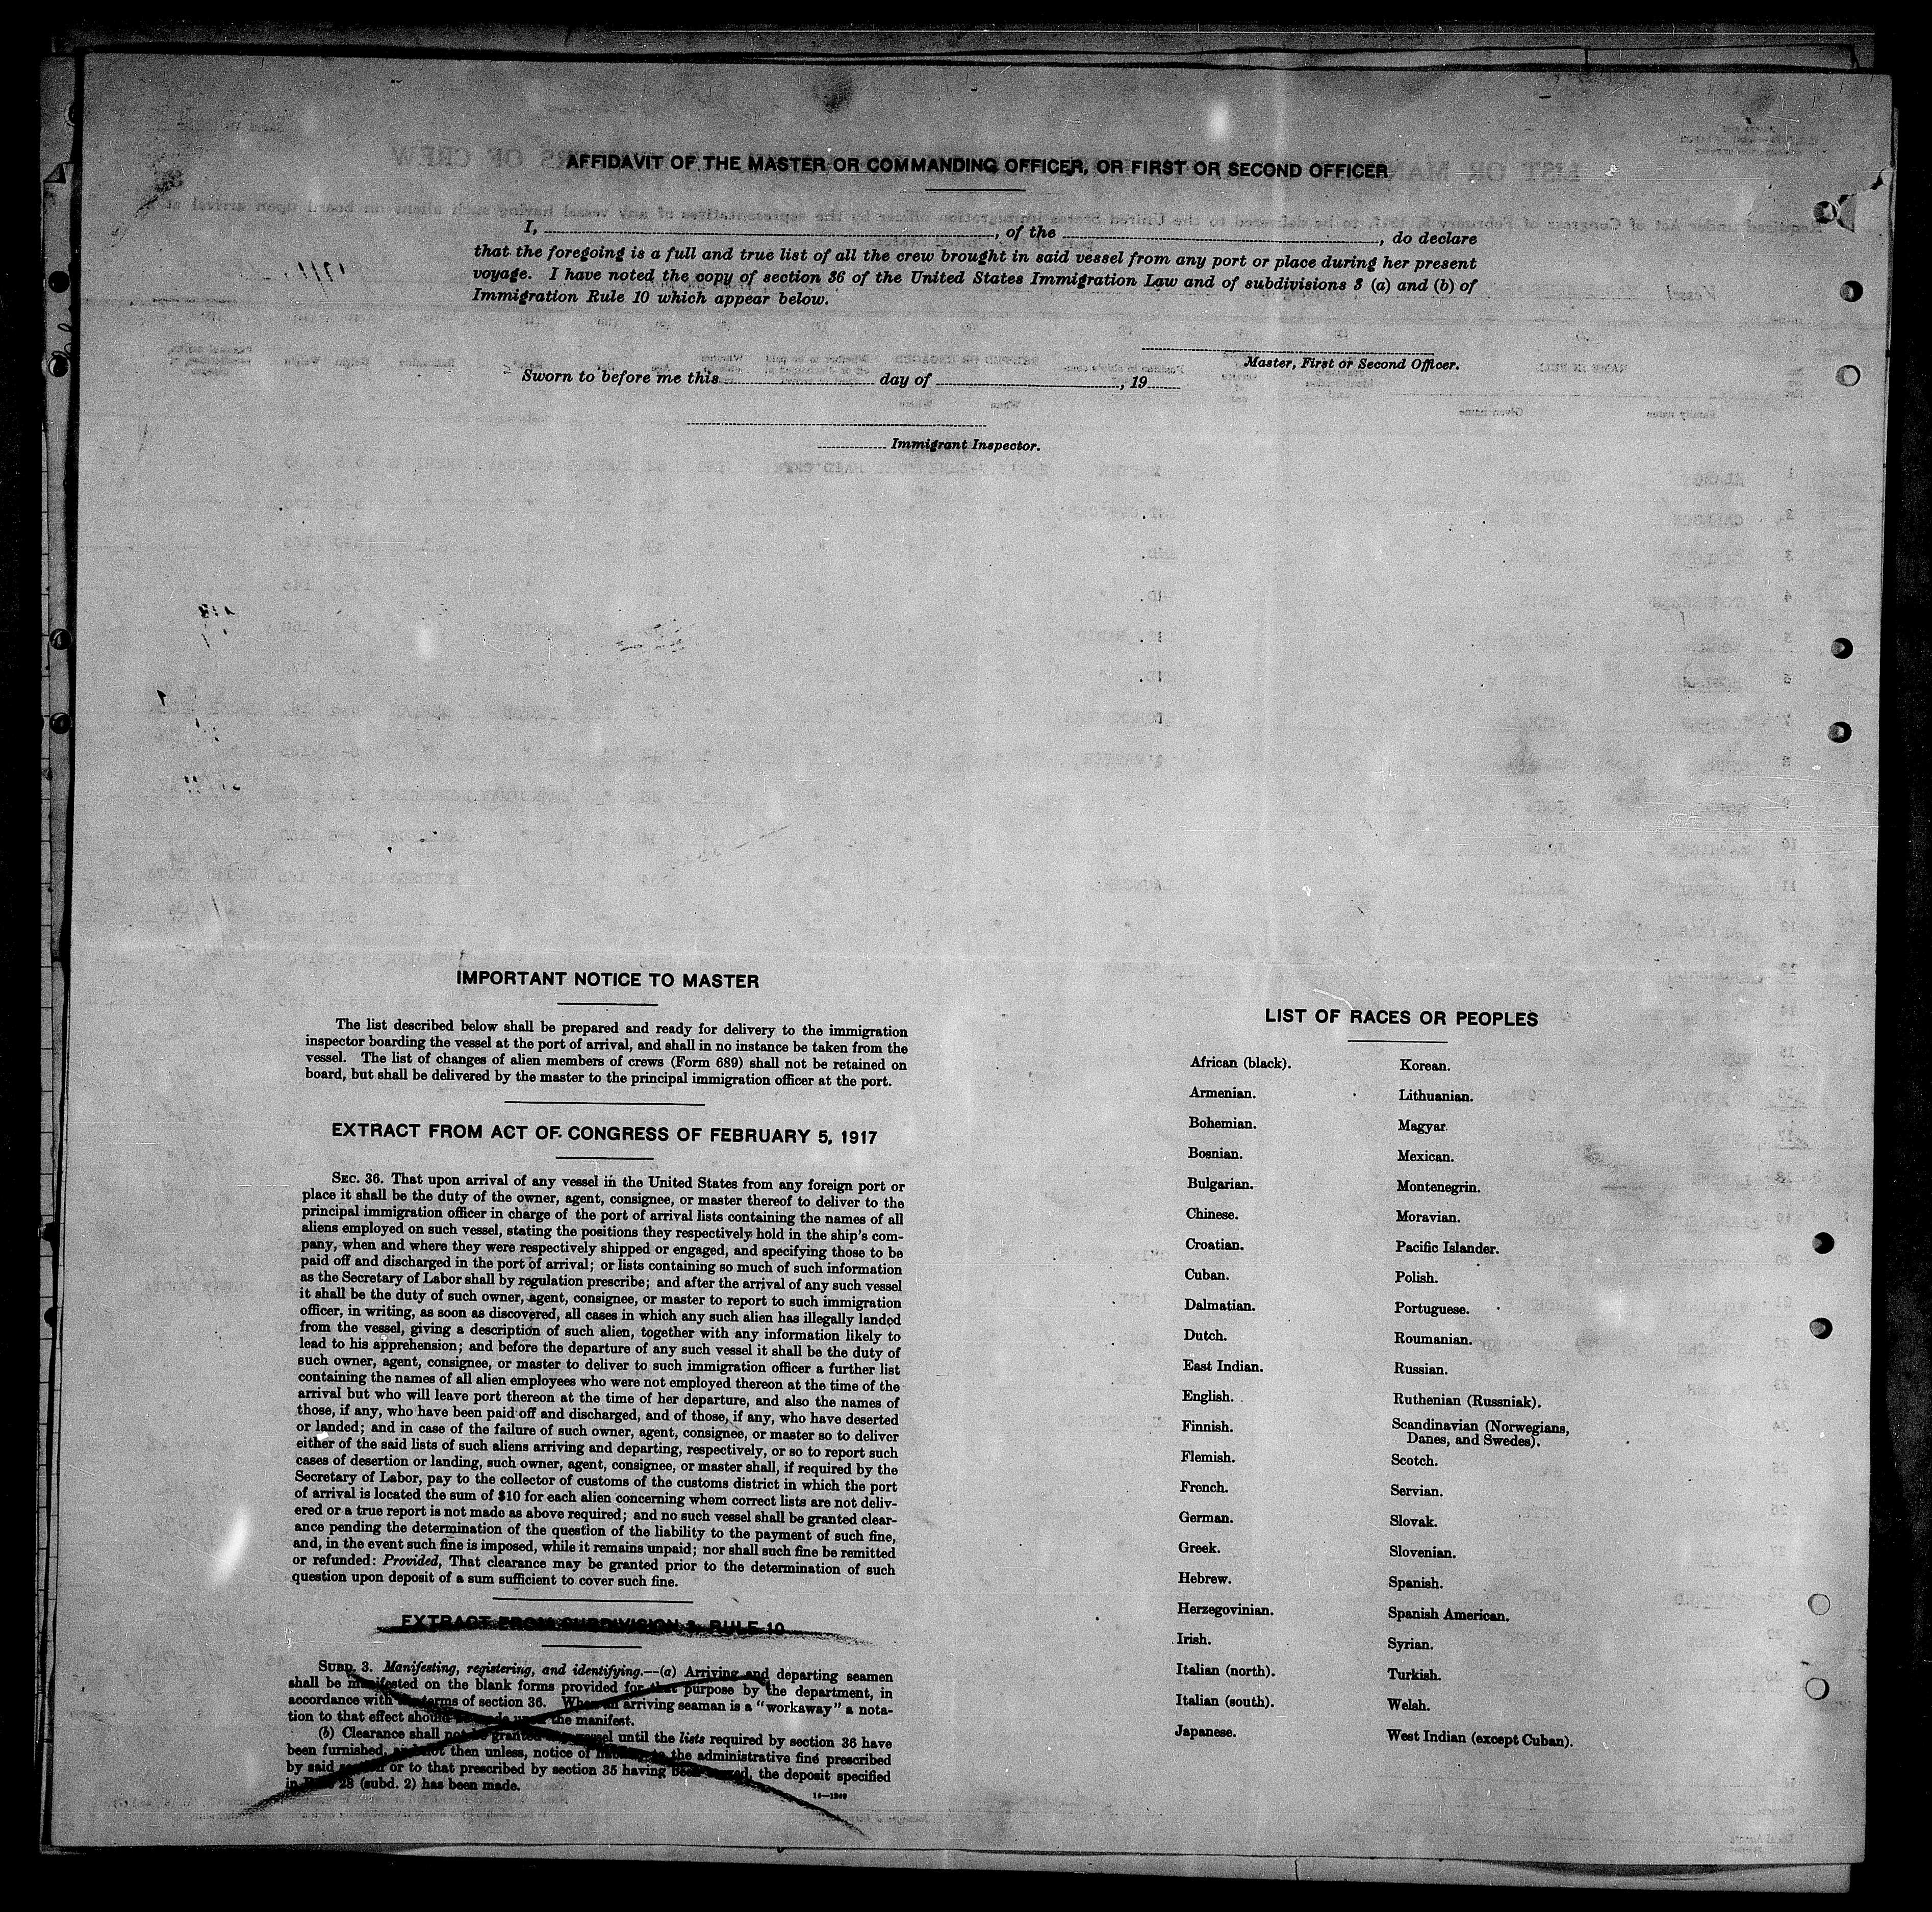 AFFIDAVIT OF THE MASTER OR COMMANDING OFFICER, OR FIRST OR SECOND OFFICER
I, , of the , do declare
that the foregoing is a full and true list of all the crew brought in said vessel from any port or place during her present
voyage. I have noted the copy of section 36 of the United States Immigration Law and of subdivisions 3 (a) and (b) of
Immigration Rule 10 which appear below.
Master, First or Second Officer.
Sworn to before me this day of , 19
Immigrant Inspector.
IMPORTANT NOTICE TO MASTER
The list described below shall be prepared and ready for delivery to the immigration
inspector boarding the vessel at the port of arrival, and shall in no instance be taken from the
vessel. The list of changes of alien members of crews (Form 689) shall not be retained on
board, but shall be delivered by the master to the principal immigration officer at the port.
EXTRACT FROM ACT OF CONGRESS OF FEBRUARY 5, 1917
SEC. 36. That upon arrival of any vessel in the United States from any foreign port or
place it shall be the duty of the owner, agent, consignee, or master thereof to deliver to the
principal immigration officer in charge of the port of arrival lists containing the names of all
aliens employed on such vessel, stating the positions they respectively hold in the ship's com-
pany, when and where they were respectively shipped or engaged, and specifying those to be
paid off and discharged in the port of arrival; or lists containing so much of such information
as the Secretary of Labor shall by regulation prescribe; and after the arrival of any such vessel
it shall be the duty of such owner, agent, consignee, or master to report to such immigration
officer, in writing, as soon as discovered, all cases in which any such alien has illegally landed
from the vessel, giving a description of such alien, together with any information likely to
lead to his apprehension; and before the departure of any such vessel it shall be the duty of
such owner, agent, consignee, or master to deliver to such immigration officer a further list
containing the names of all alien employees who were not employed thereon at the time of the
arrival but who will leave port thereon at the time of her departure, and also the names of
those, if any, who have been paid off and discharged, and of those, if any, who have deserted
or landed; and in case of the failure of such owner, agent, consignee, or master so to deliver
either of the said lists of such aliens arriving and departing, respectively, or so to report such
cases of desertion or landing, such owner, agent, consignee, or master shall, if required by the
Secretary of Labor, pay to the collector of customs of the customs district in which the port
of arrival is located the sum of $10 for each alien concerning whom correct lists are not deliv-
ered or a true report is not made as above required; and no such vessel shall be granted clear-
ance pending the determination of the question of the liability to the payment of such fine,
and, in the event such fine is imposed, while it remains unpaid; nor shall such fine be remitted
or refunded: Provided, That clearance may be granted prior to the determination of such
question upon deposit of a sum sufficient to cover such fine.
EXTRACT FROM SUBDIVISION 3, RULE 10
SUBD. 3. Manifesting, registering, and identifying.—(a) Arriving and departing seamen
shall be manifested on the blank forms provided for that purpose by the department, in
accordance with the terms of section 36. When an arriving seaman is a "workaway" a nota-
tion to that effect should be made upon the manifest.
(b) Clearance shall not be granted any vessel until the lists required by section 36 have
been furnished, and not then unless, notice of liability to the administrative fine prescribed
by said section or to that prescribed by section 35 having been served, the deposit specified
in Rule 28 (subd. 2) has been made.
LIST OF RACES OR PEOPLES
African (black).
Armenian.
Bohemian.
Bosnian.
Bulgarian.
Chinese.
Croatian.
Cuban.
Dalmatian.
Dutch.
East Indian.
English.
Finnish.
Flemish.
French.
German.
Greek.
Hebrew.
Herzegovinian.
Irish.
Italian (north).
Italian (south).
Japanese.
Korean.
Lithuanian.
Magyar.
Mexican.
Montenegrin.
Moravian.
Pacific Islander.
Polish.
Portuguese.
Roumanian.
Russian.
Ruthenian (Russniak).
Scandinavian (Norwegians,
Danes, and Swedes).
Scotch.
Servian.
Slovak.
Slovenian.
Spanish.
Spanish American.
Syrian.
Turkish.
Welsh.
West Indian (except Cuban).